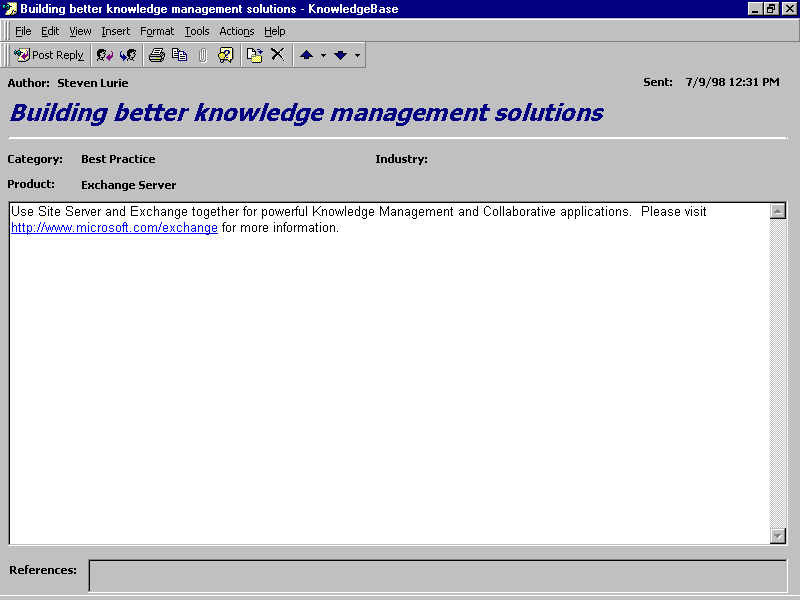 Building better knowledge management solutions - KnowledgeBase
File Edit View Insert Format Tools Actions Help
Post Reply
Author: Steven Lurie Sent: 7/9/98 12:31 PM
Building better knowledge management solutions
Category: Best Practice Industry:
Product: Exchange Server
Use Site Server and Exchange together for powerful Knowledge Management and Collaborative applications. Please visit
http://www.microsoft.com/exchange for more information.
References: